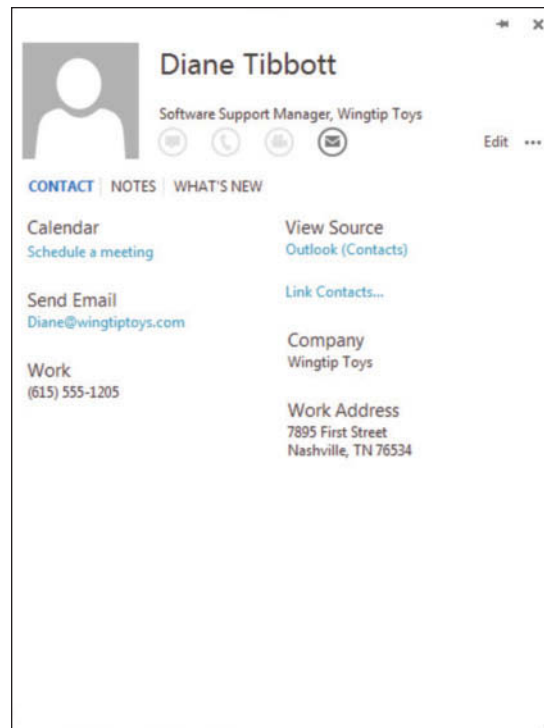 Diane Tibbott
Software Support Manager, Wingtip Toys
Edit
CONTACT NOTES WHAT'S NEW
Calendar
Schedule a meeting
Send Email
Diane@wingtiptoys.com
Work
(615) 555-1205
View Source
Outlook (Contacts)
Link Contacts...
Company
Wingtip Toys
Work Address
7895 First Street
Nashville, TN 76534